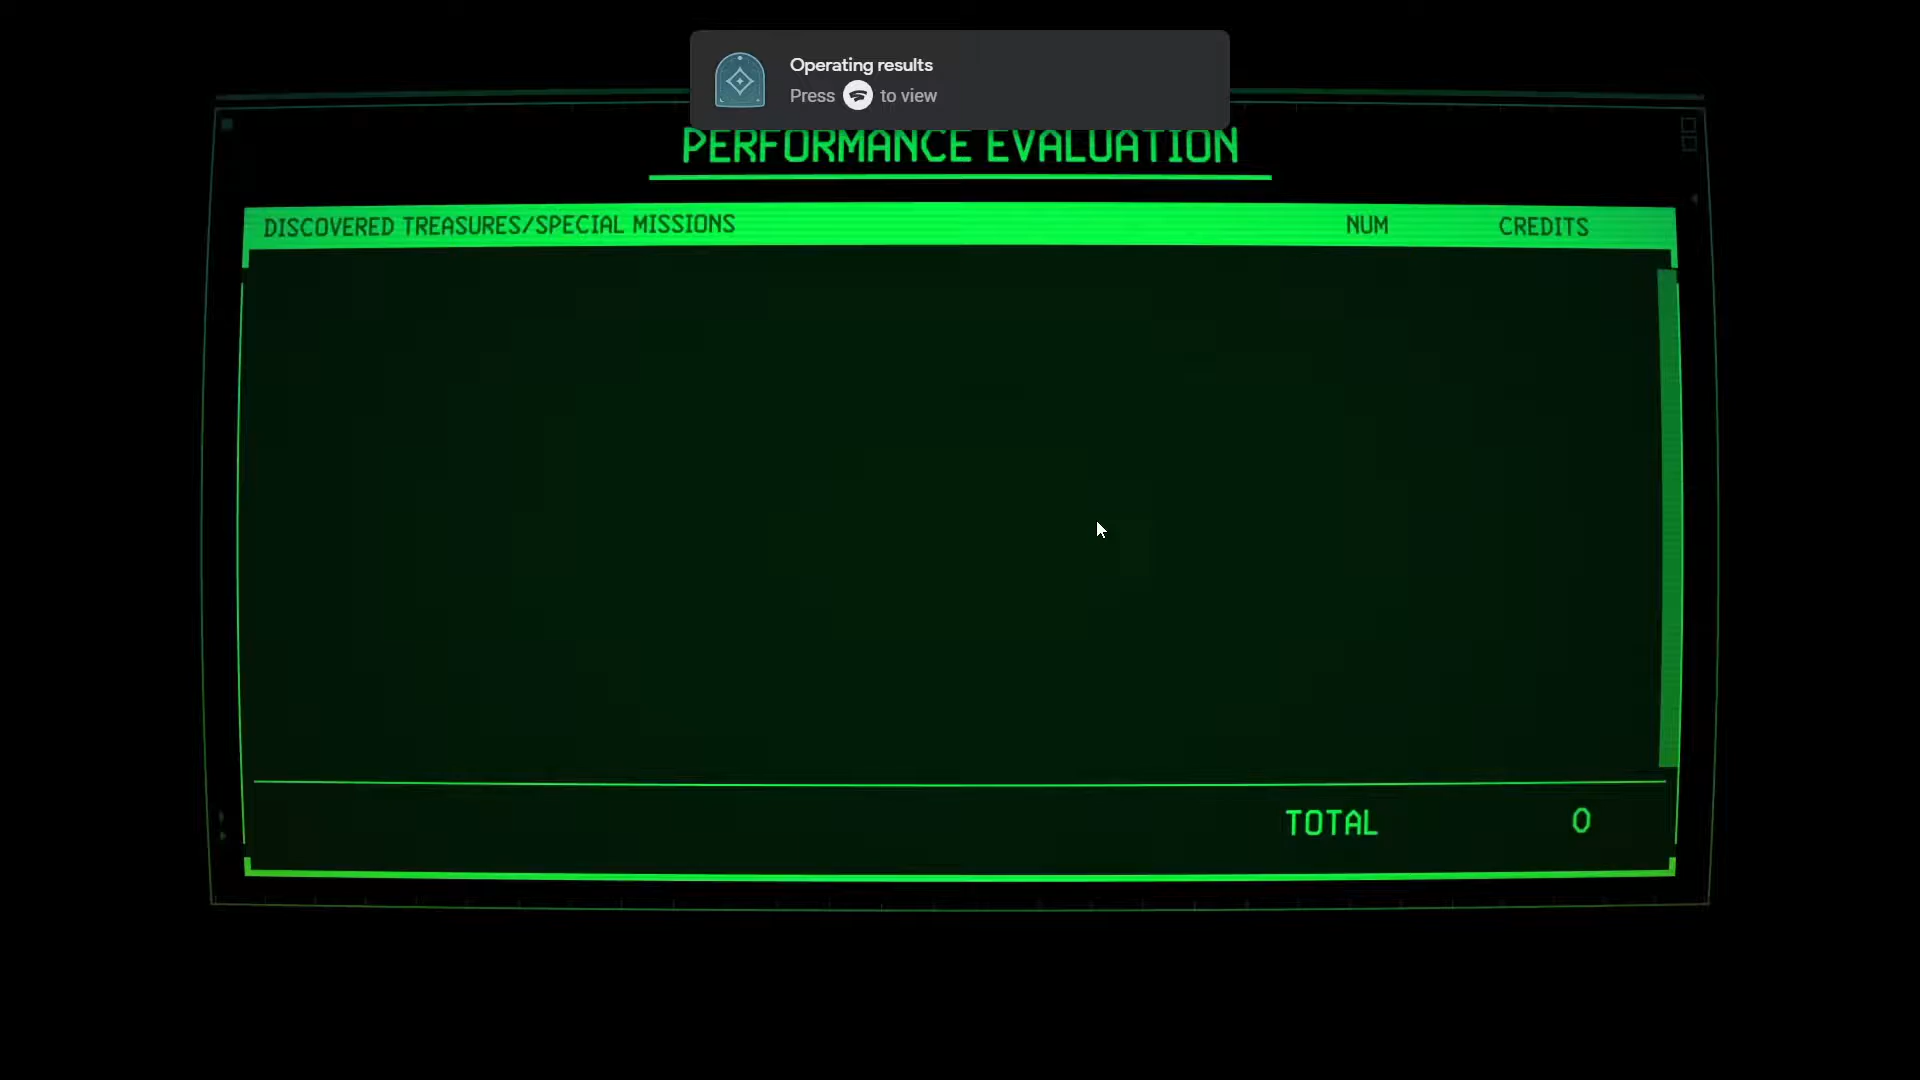 Operating results
Press to view
PERFORMANCE EVALUATION
DISCOVERED TREASURES/SPECIAL MISSIONS NUM CREDITS
TOTAL 0